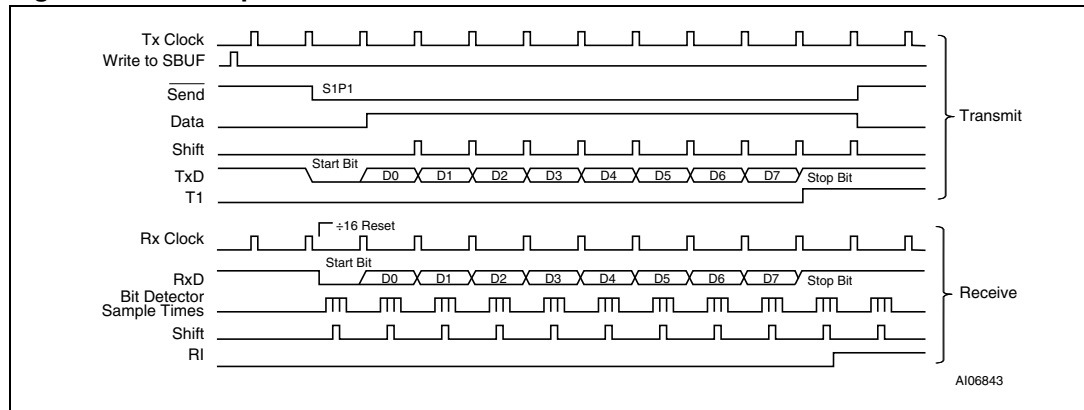 Tx Clock
Write to SBUF
Send
S1P1
Data
Transmit
Shift
Start Bit
TxD
D0 D1 D2 D3 D4 D5 D6 D7
Stop Bit
T1
÷16 Reset
Rx Clock
Start Bit
RxD
D0 D1 D2 D3 D4 D5 D6 D7
Stop Bit
Bit Detector
Sample Times
Receive
Shift
RI
AI06843